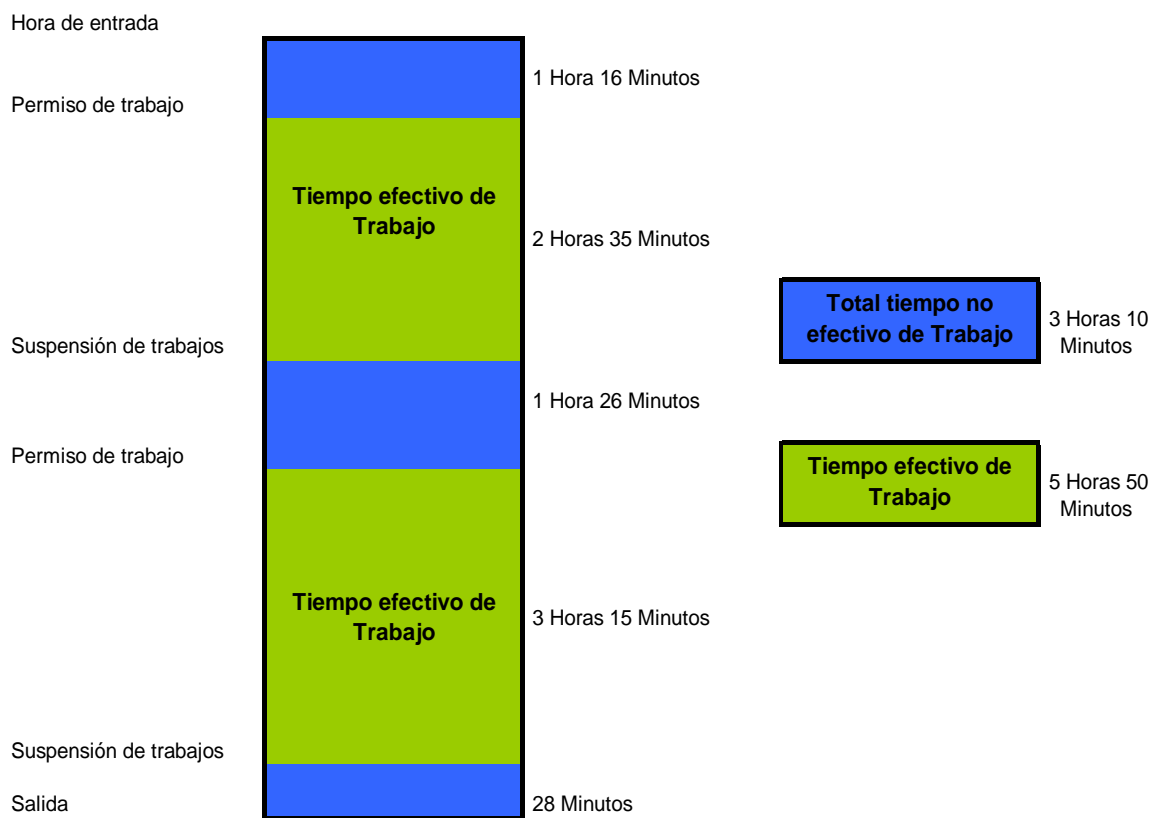 Hora de entrada
1 Hora 16 Minutos
Permiso de trabajo
Tiempo efectivo de
Trabajo
2 Horas 35 Minutos
Total tiempo no
efectivo de Trabajo
3 Horas 10
Minutos
Suspensión de trabajos
1 Hora 26 Minutos
Permiso de trabajo
Tiempo efectivo de
Trabajo
5 Horas 50
Minutos
Tiempo efectivo de
Trabajo
3 Horas 15 Minutos
Suspensión de trabajos
Salida
28 Minutos